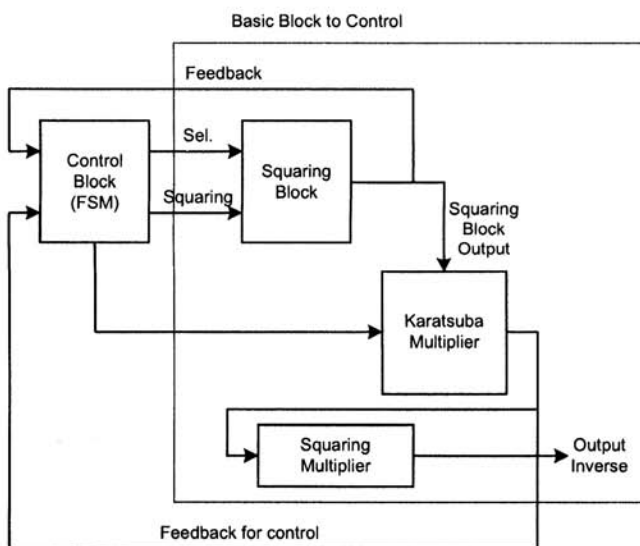 Basic Block to Control
Feedback
Control
Block
(FSM)
Sel.
Squaring
Squaring
Block
Squaring
Block
Output
Karatsuba
Multiplier
Squaring
Multiplier
Output
Inverse
Feedback for control